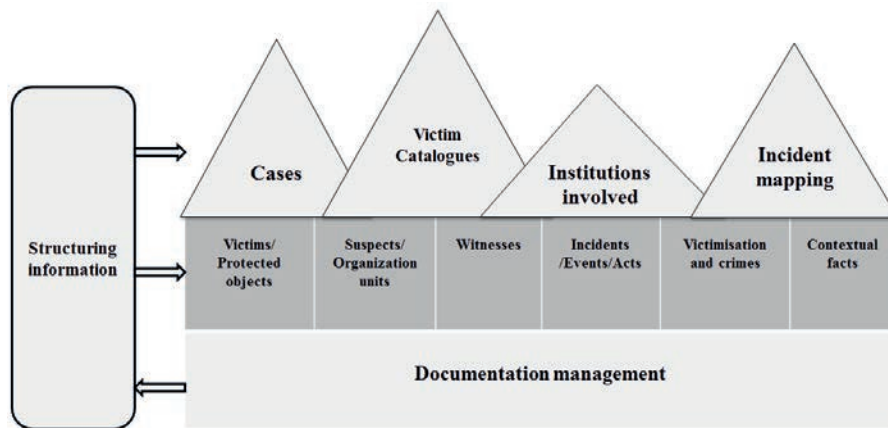 Structuring
information
Cases
Victim
Catalogues
Institutions
involved
Incident
mapping
Victims/
Protected
objects
Suspects/
Organization
units
Witnesses
Incidents
/Events/Acts
Victimisation
and crimes
Contextual
facts
Documentation management